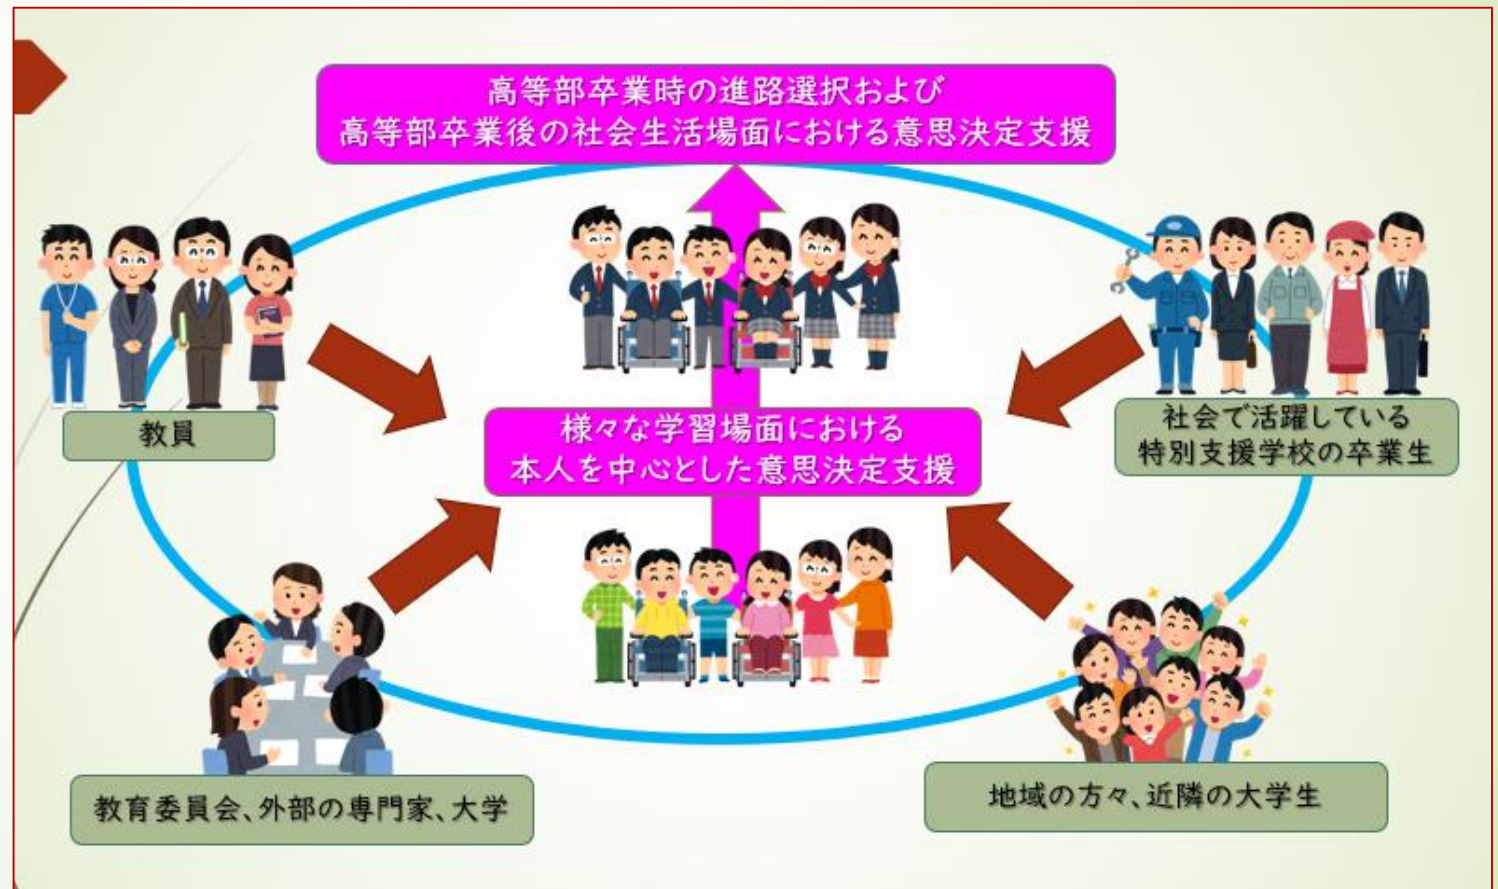 高等部卒業時の進路選択および
高等部卒業後の社会生活場面における意思決定支援
教員
様々な学習場面における
本人を中心とした意思決定支援
社会で活躍している
特別支援学校の卒業生
教育委員会、外部の専門家、大学
地域の方々、近隣の大学生